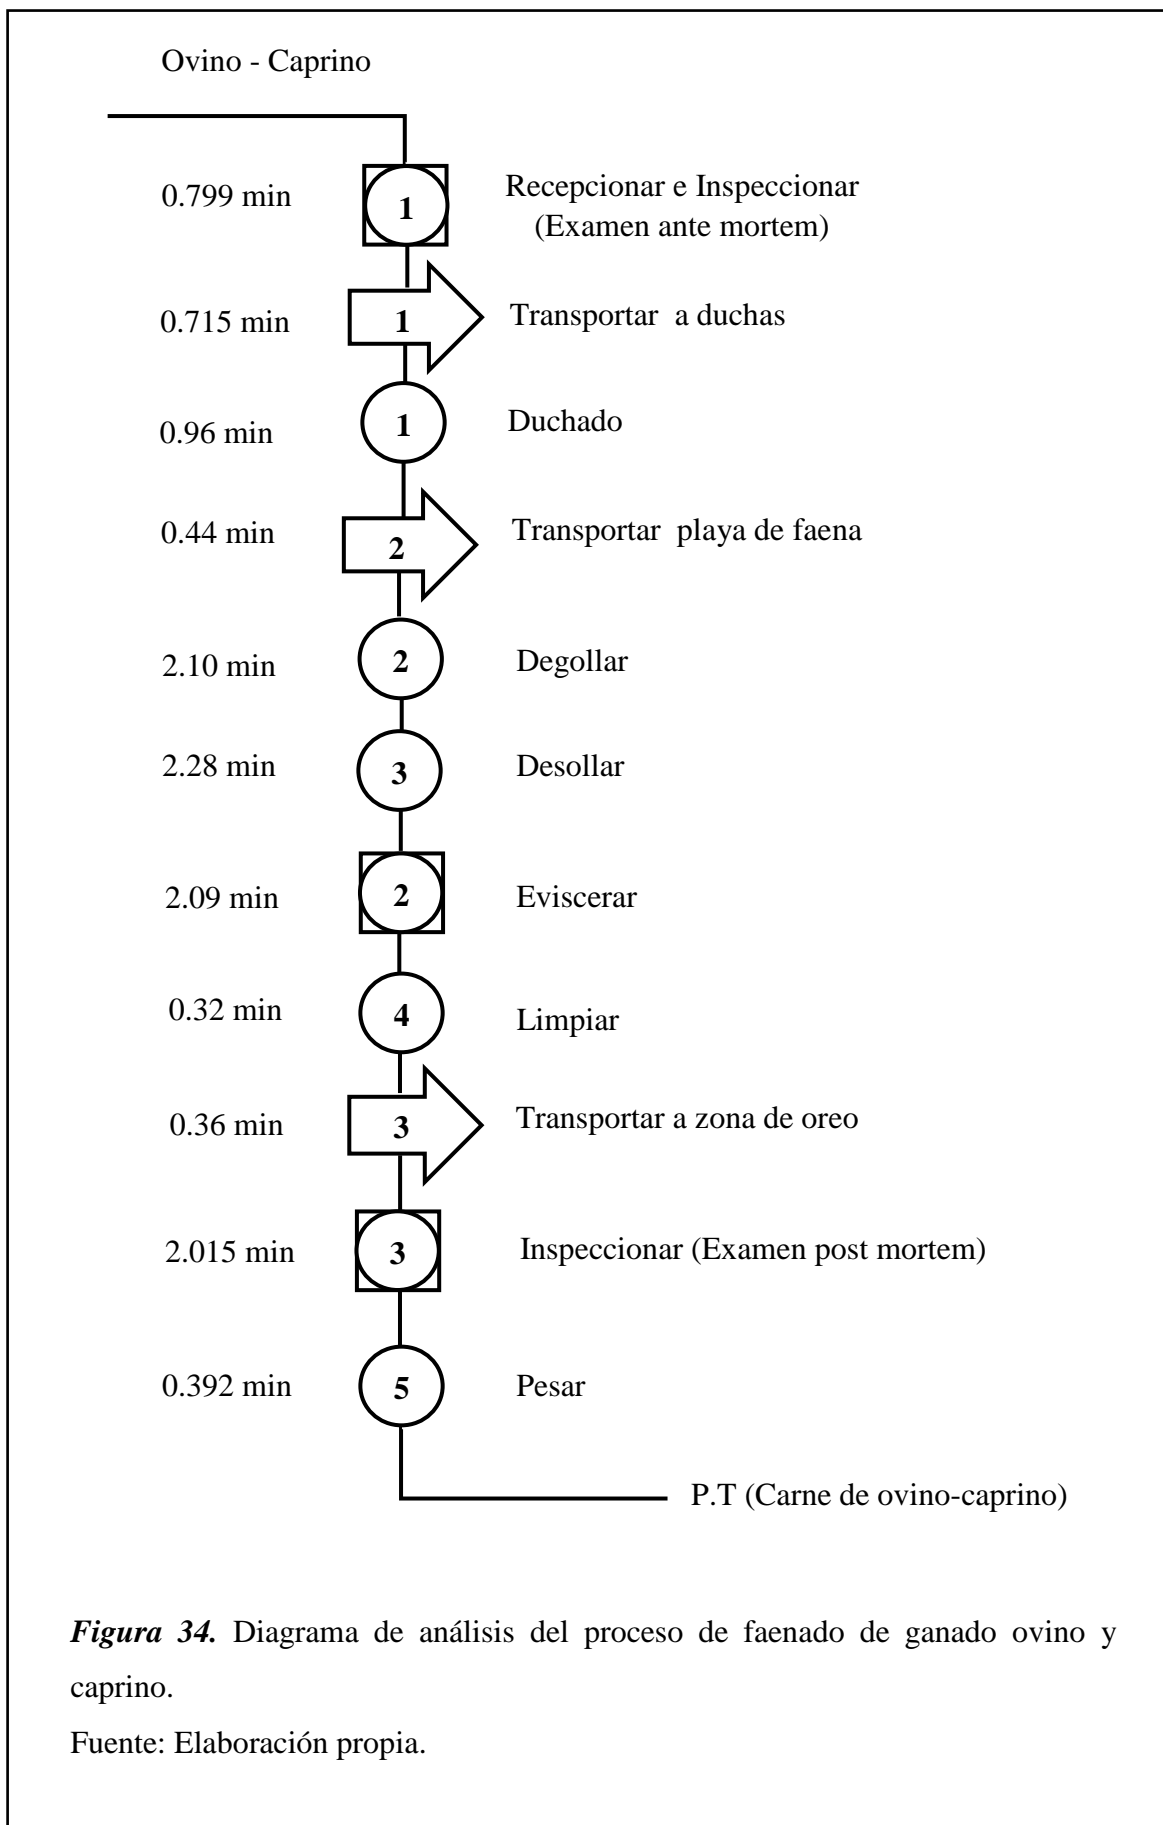 Ovino - Caprino
0.799 min
1
Recepcionar e Inspeccionar
(Examen ante mortem)
0.715 min
1
Transportar a duchas
0.96 min
1
Duchado
0.44 min
2
Transportar playa de faena
2.10 min
2
Degollar
2.28 min
3
Desollar
2.09 min
2
Eviscerar
0.32 min
4
Limpiar
0.36 min
3
Transportar a zona de oreo
2.015 min
3
Inspeccionar (Examen post mortem)
0.392 min
5
Pesar
P.T (Carne de ovino-caprino)
Figura 34. Diagrama de análisis del proceso de faenado de ganado ovino y
caprino.
Fuente: Elaboración propia.